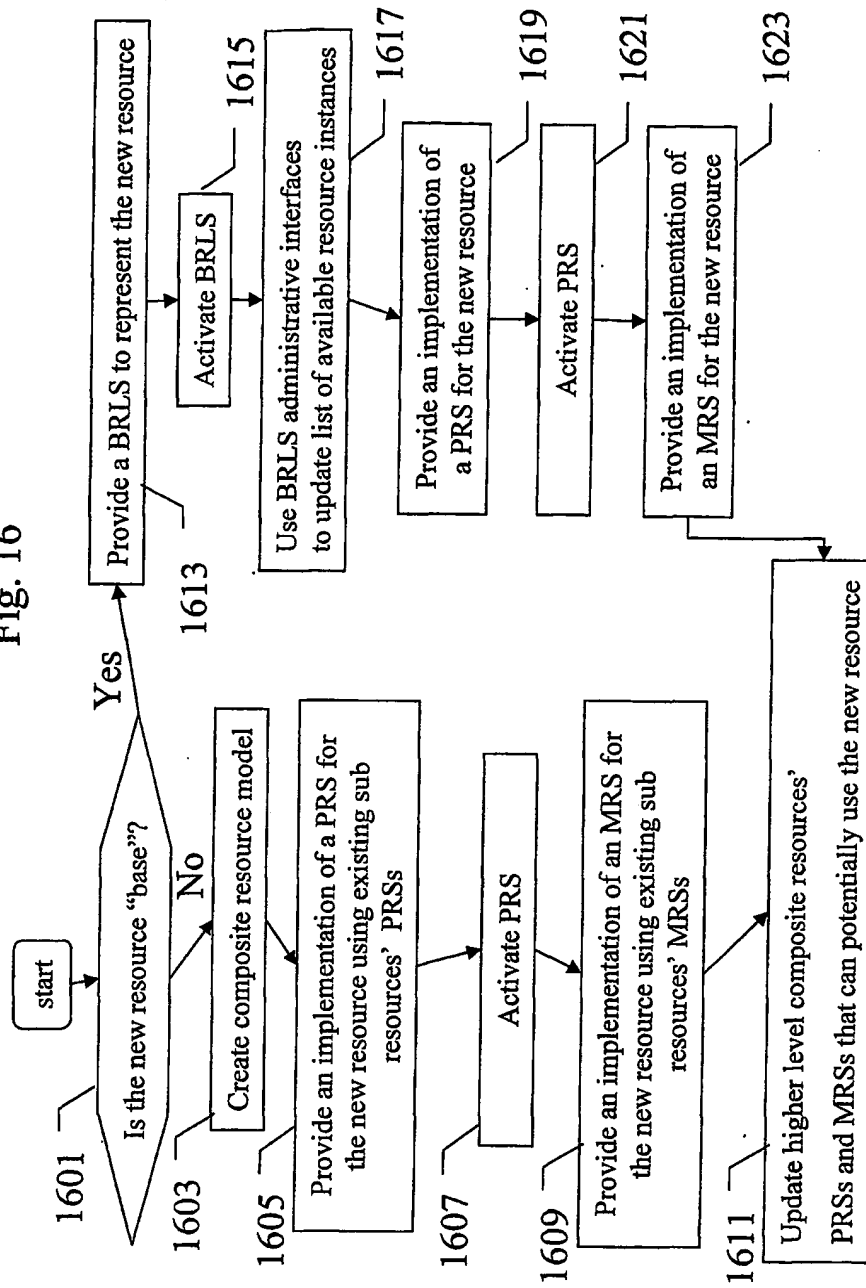 Fig. 16
start
1601
Is the new resource “base”?
Yes
No
1603
Create composite resource model
1605
Provide an implementation of a PRS for
the new resource using existing sub
resources’ PRSs
1607
Activate PRS
1609
Provide an implementation of an MRS for
the new resource using existing sub
resources’ MRSs
1611
Update higher level composite resources’
PRSs and MRSs that can potentially use the new resource
1613
Provide a BRLS to represent the new resource
1615
Activate BRLS
1617
Use BRLS administrative interfaces
to update list of available resource instances
1619
Provide an implementation of
a PRS for the new resource
1621
Activate PRS
1623
Provide an implementation of
an MRS for the new resource